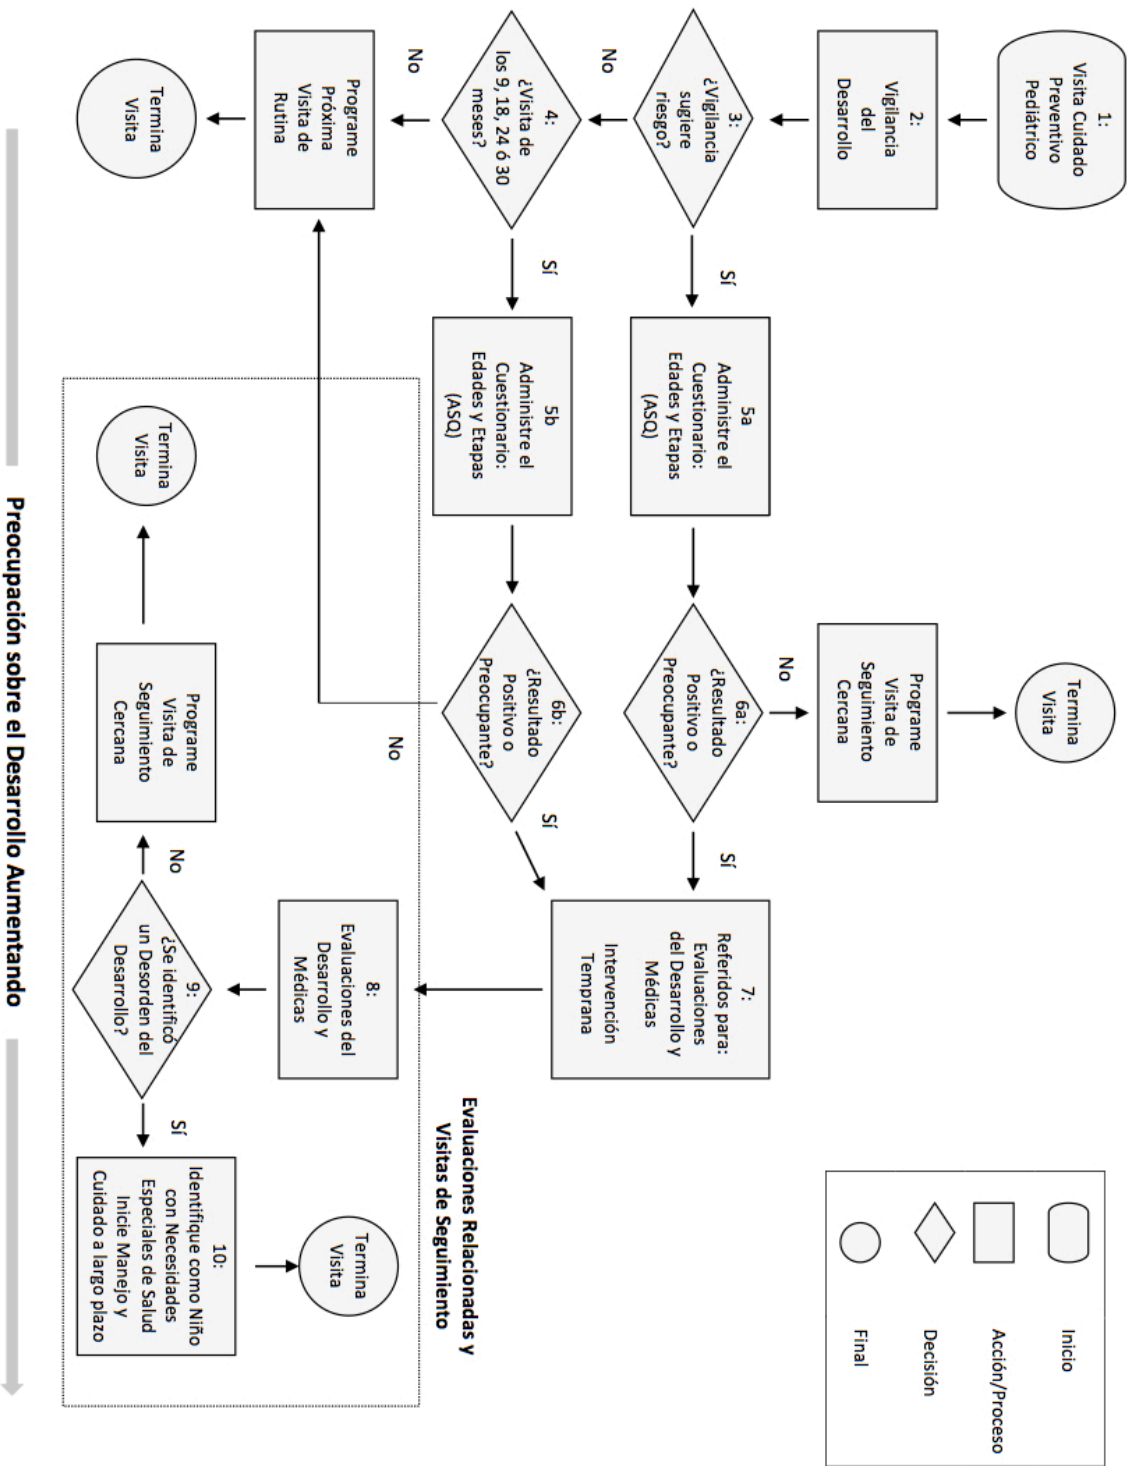 1:
Visita Cuidado
Preventivo
Pediátrico
2:
Vigilancia
del
Desarrollo
3:
¿Vigilancia
sugiere
riesgo?
No
Sí
4:
¿Visita de
los 9, 18, 24 ó 30
meses?
No
Sí
Programe
Próxima
Visita de
Rutina
Termina
Visita
5a
Administre el
Cuestionario:
Edades y Etapas
(ASQ)
5b
Administre el
Cuestionario:
Edades y Etapas
(ASQ)
Termina
Visita
Programe
Visita de
Seguimiento
Cercana
No
6a:
¿Resultado
Positivo o
Preocupante?
Sí
6b:
¿Resultado
Positivo o
Preocupante?
Sí
No
7:
Referidos para:
Evaluaciones
del Desarrollo y
Médicas
Intervención
Temprana
Evaluaciones Relacionadas y
Visitas de Seguimiento
8:
Evaluaciones del
Desarrollo y
Médicas
9:
¿Se identificó
un Desorden del
Desarrollo?
No
Sí
Programe
Visita de
Seguimiento
Cercana
Termina
Visita
10:
Identifique como Niño
con Necesidades
Especiales de Salud
Inicie Manejo y
Cuidado a largo plazo
Termina
Visita
Inicio
Acción/Proceso
Decisión
Final
Preocupación sobre el Desarrollo Aumentando